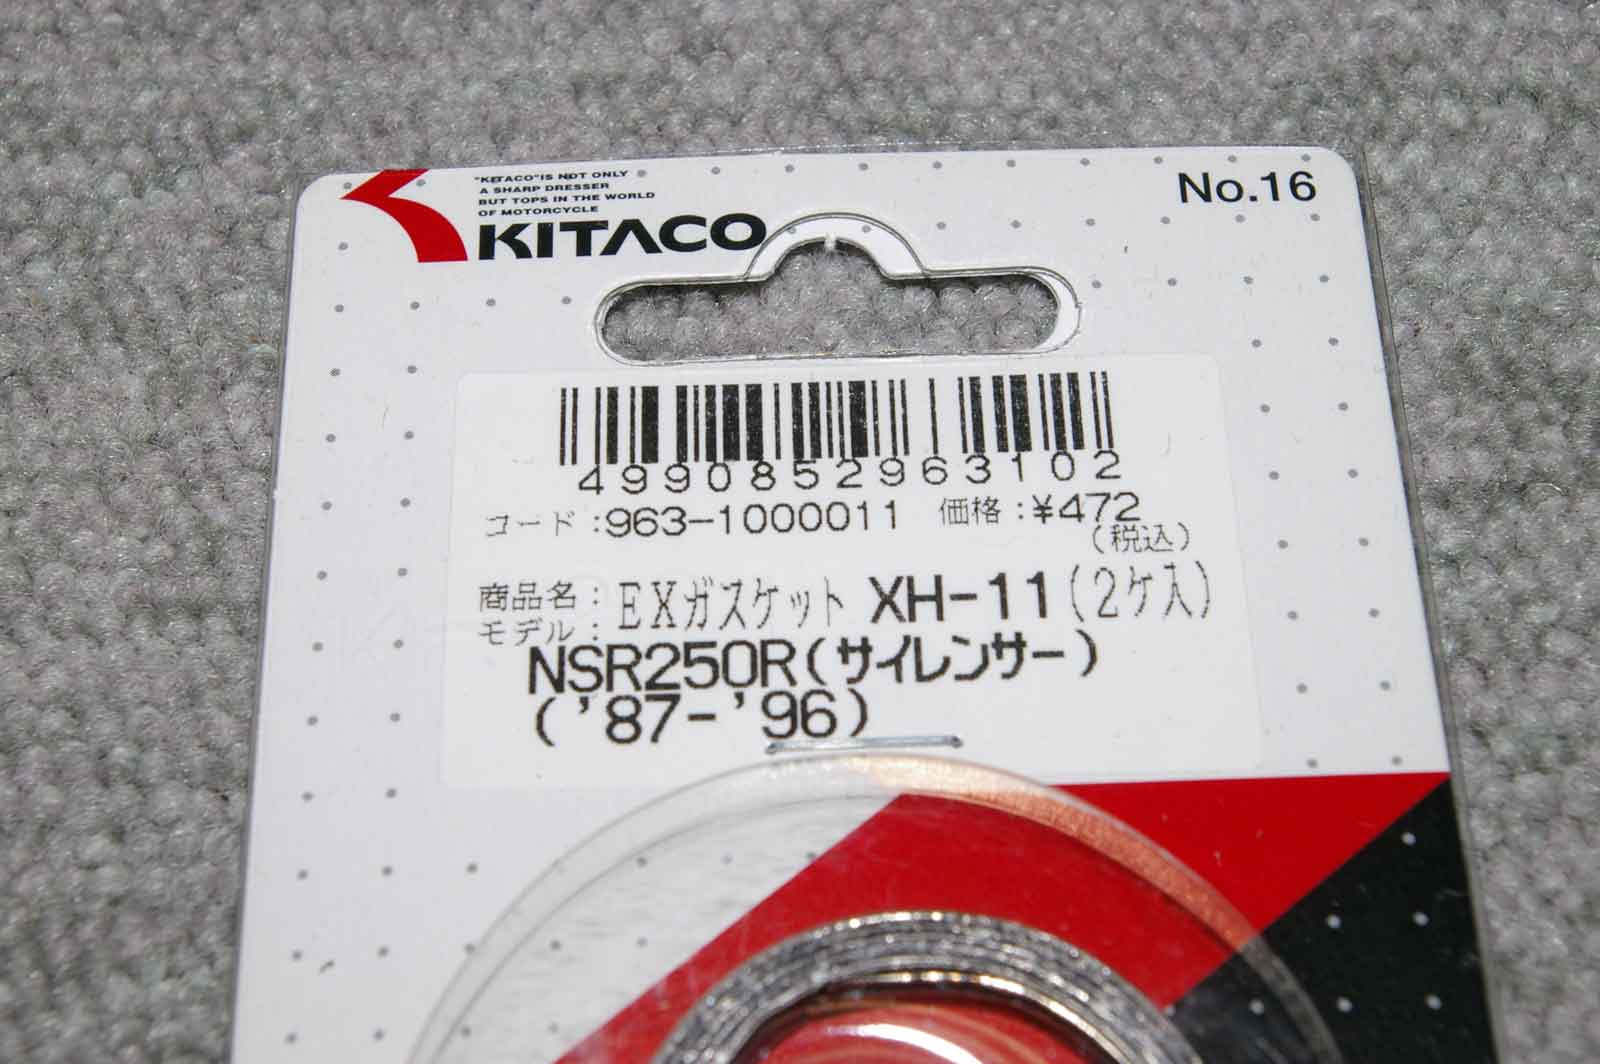 "KITACO"IS NOT ONLY
A SHARP DRESSER
BUT TOPS IN THE WORLD
OF MOTORCYCLE
KITACO
No.16
4990852963102
コード:963-1000011 価格:¥472
(税込)
商品名:EXガスケット XH-11(2ケ入)
モデル:
NSR250R(サイレンサー)
('87-'96)